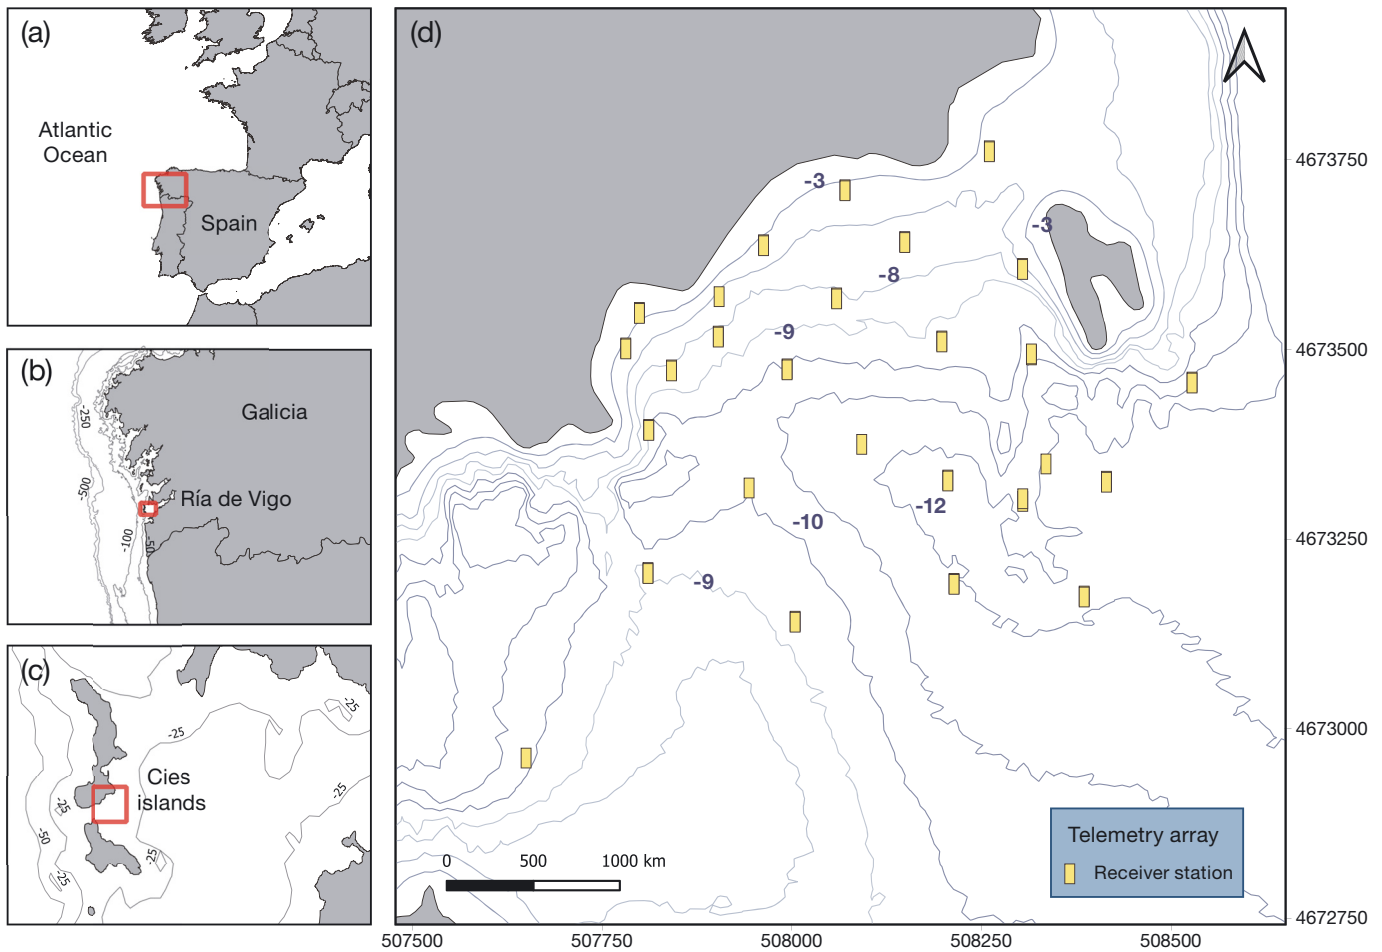 (a)
Atlantic
Ocean
Spain
(b)
Galicia
-250
-500
Ría de Vigo
-100
-50
(c)
-25
-25
Cies
islands
-25
-25
-50
-25
-25
(d)
-3
-3
-8
-9
-12
-10
-9
4673750
4673500
4673250
4673000
4672750
0 500 1000 km
Telemetry array
Receiver station
507500 507750 508000 508250 508500